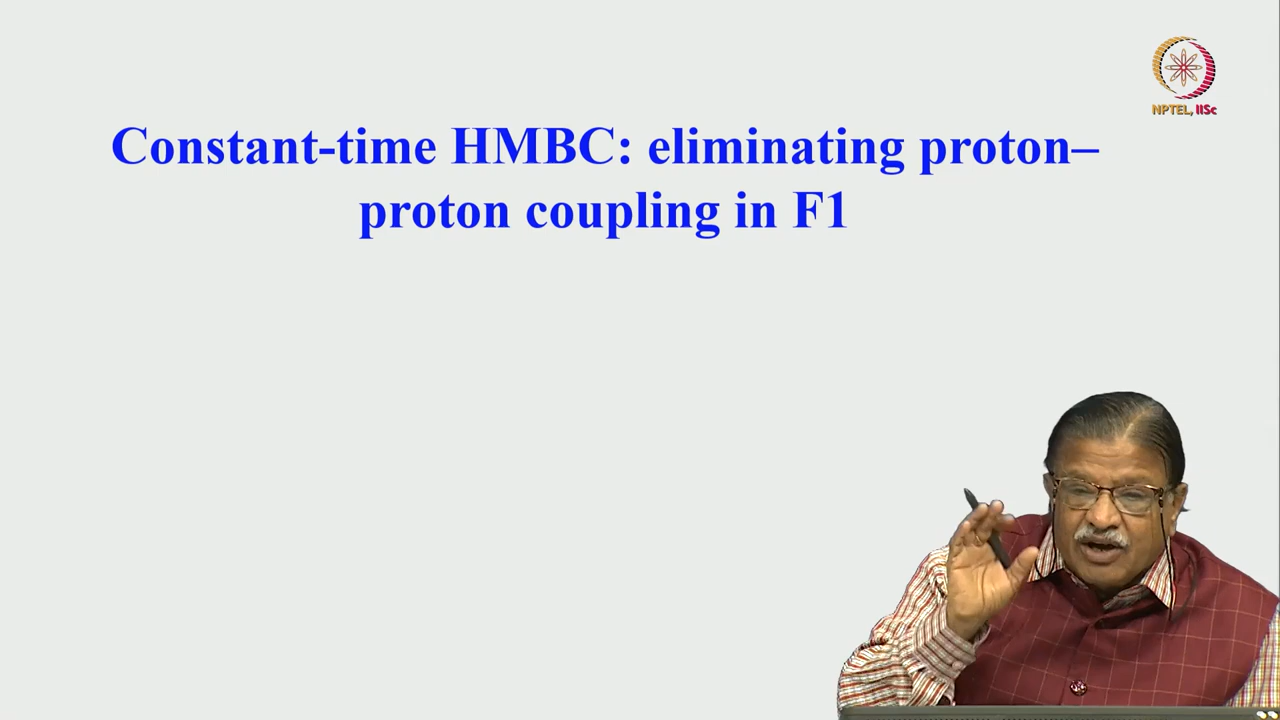 NPTEL, IISc
Constant-time HMBC: eliminating proton–
proton coupling in F1